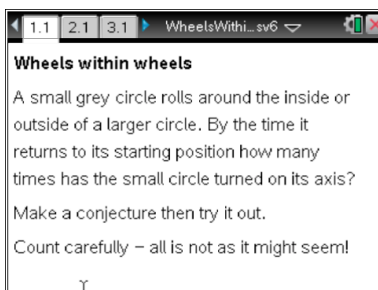 1.1 2.1 3.1 WheelsWithi...sv6
Wheels within wheels
A small grey circle rolls around the inside or
outside of a larger circle. By the time it
returns to its starting position how many
times has the small circle turned on its axis?
Make a conjecture then try it out.
Count carefully – all is not as it might seem!